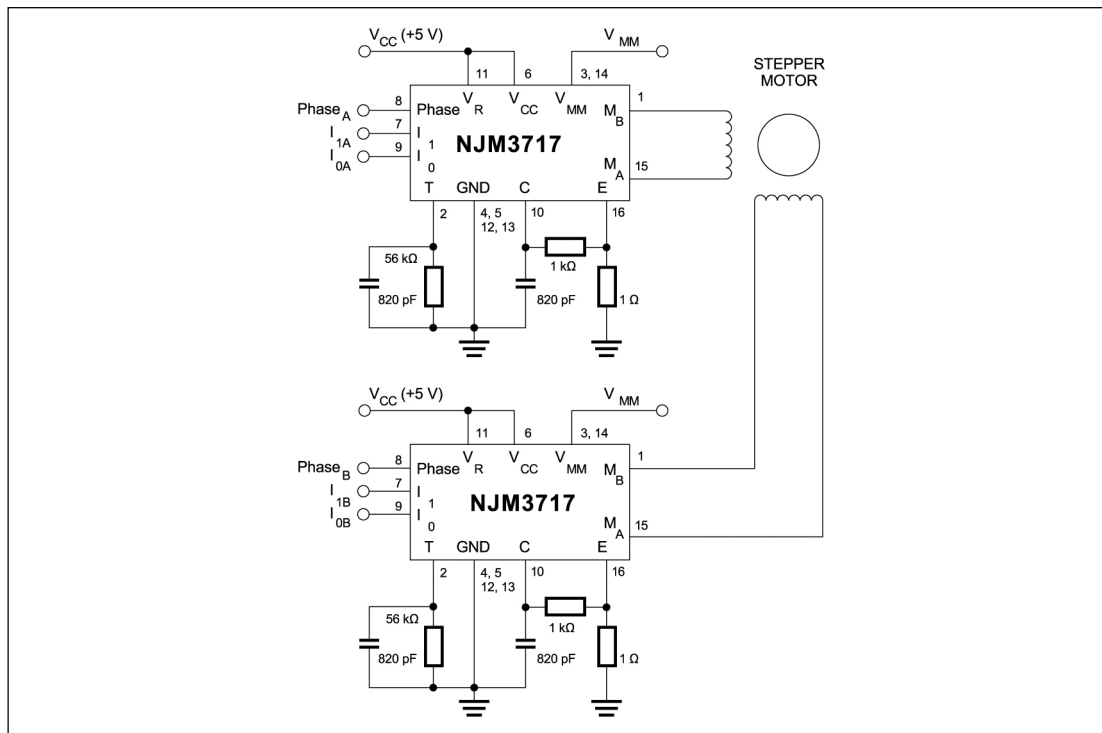 V CC (+5 V)
V MM
STEPPER MOTOR
11
6
3, 14
1
Phase A
8
Phase
V R
V CC
V MM
M B
I 1A
7
I 1
NJM3717
I 0A
9
I 0
M A
15
T
GND
C
E
2
4, 5
12, 13
10
16
56 kΩ
1 kΩ
820 pF
820 pF
1 Ω
V CC (+5 V)
V MM
11
6
3, 14
1
Phase B
8
Phase
V R
V CC
V MM
M B
I 1B
7
I 1
NJM3717
I 0B
9
I 0
M A
15
T
GND
C
E
2
4, 5
12, 13
10
16
56 kΩ
1 kΩ
820 pF
820 pF
1 Ω